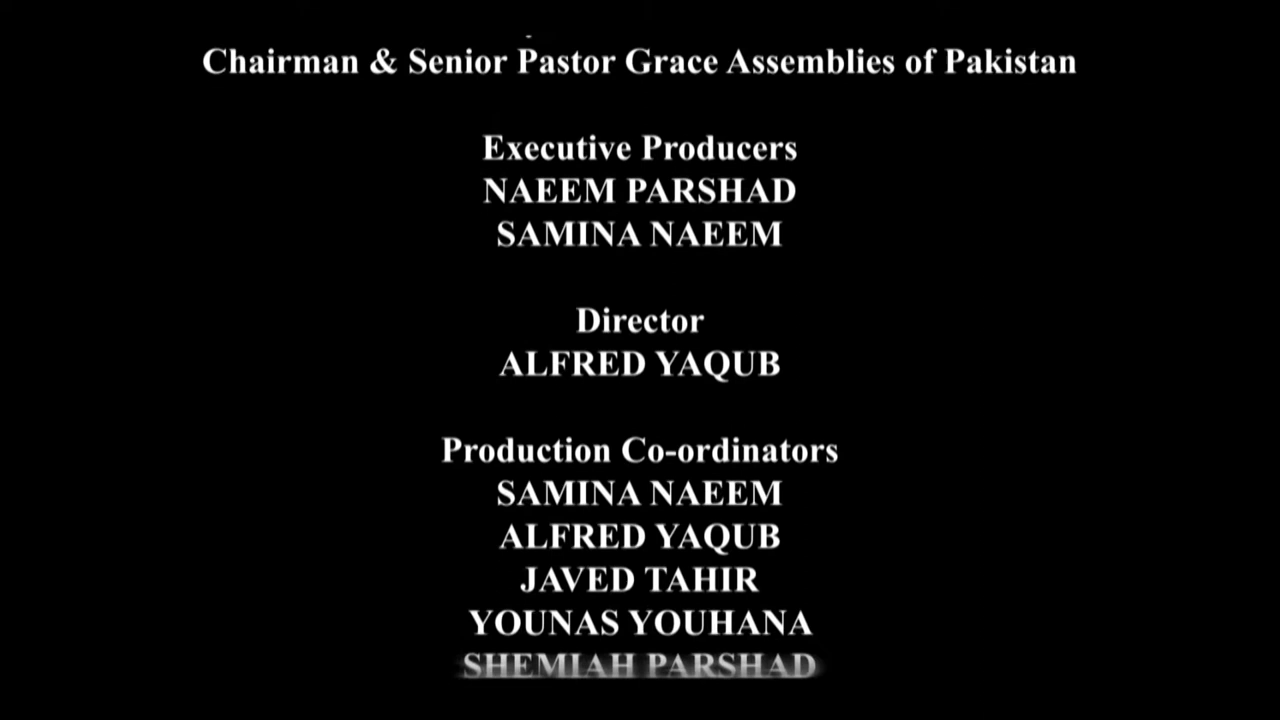 Chairman & Senior Pastor Grace Assemblies of Pakistan
Executive Producers
NAEEM PARSHAD
SAMINA NAEEM
Director
ALFRED YAQUB
Production Co-ordinators
SAMINA NAEEM
ALFRED YAQUB
JAVED TAHIR
YOUNAS YOUHANA
SHEMIAH PARSHAD